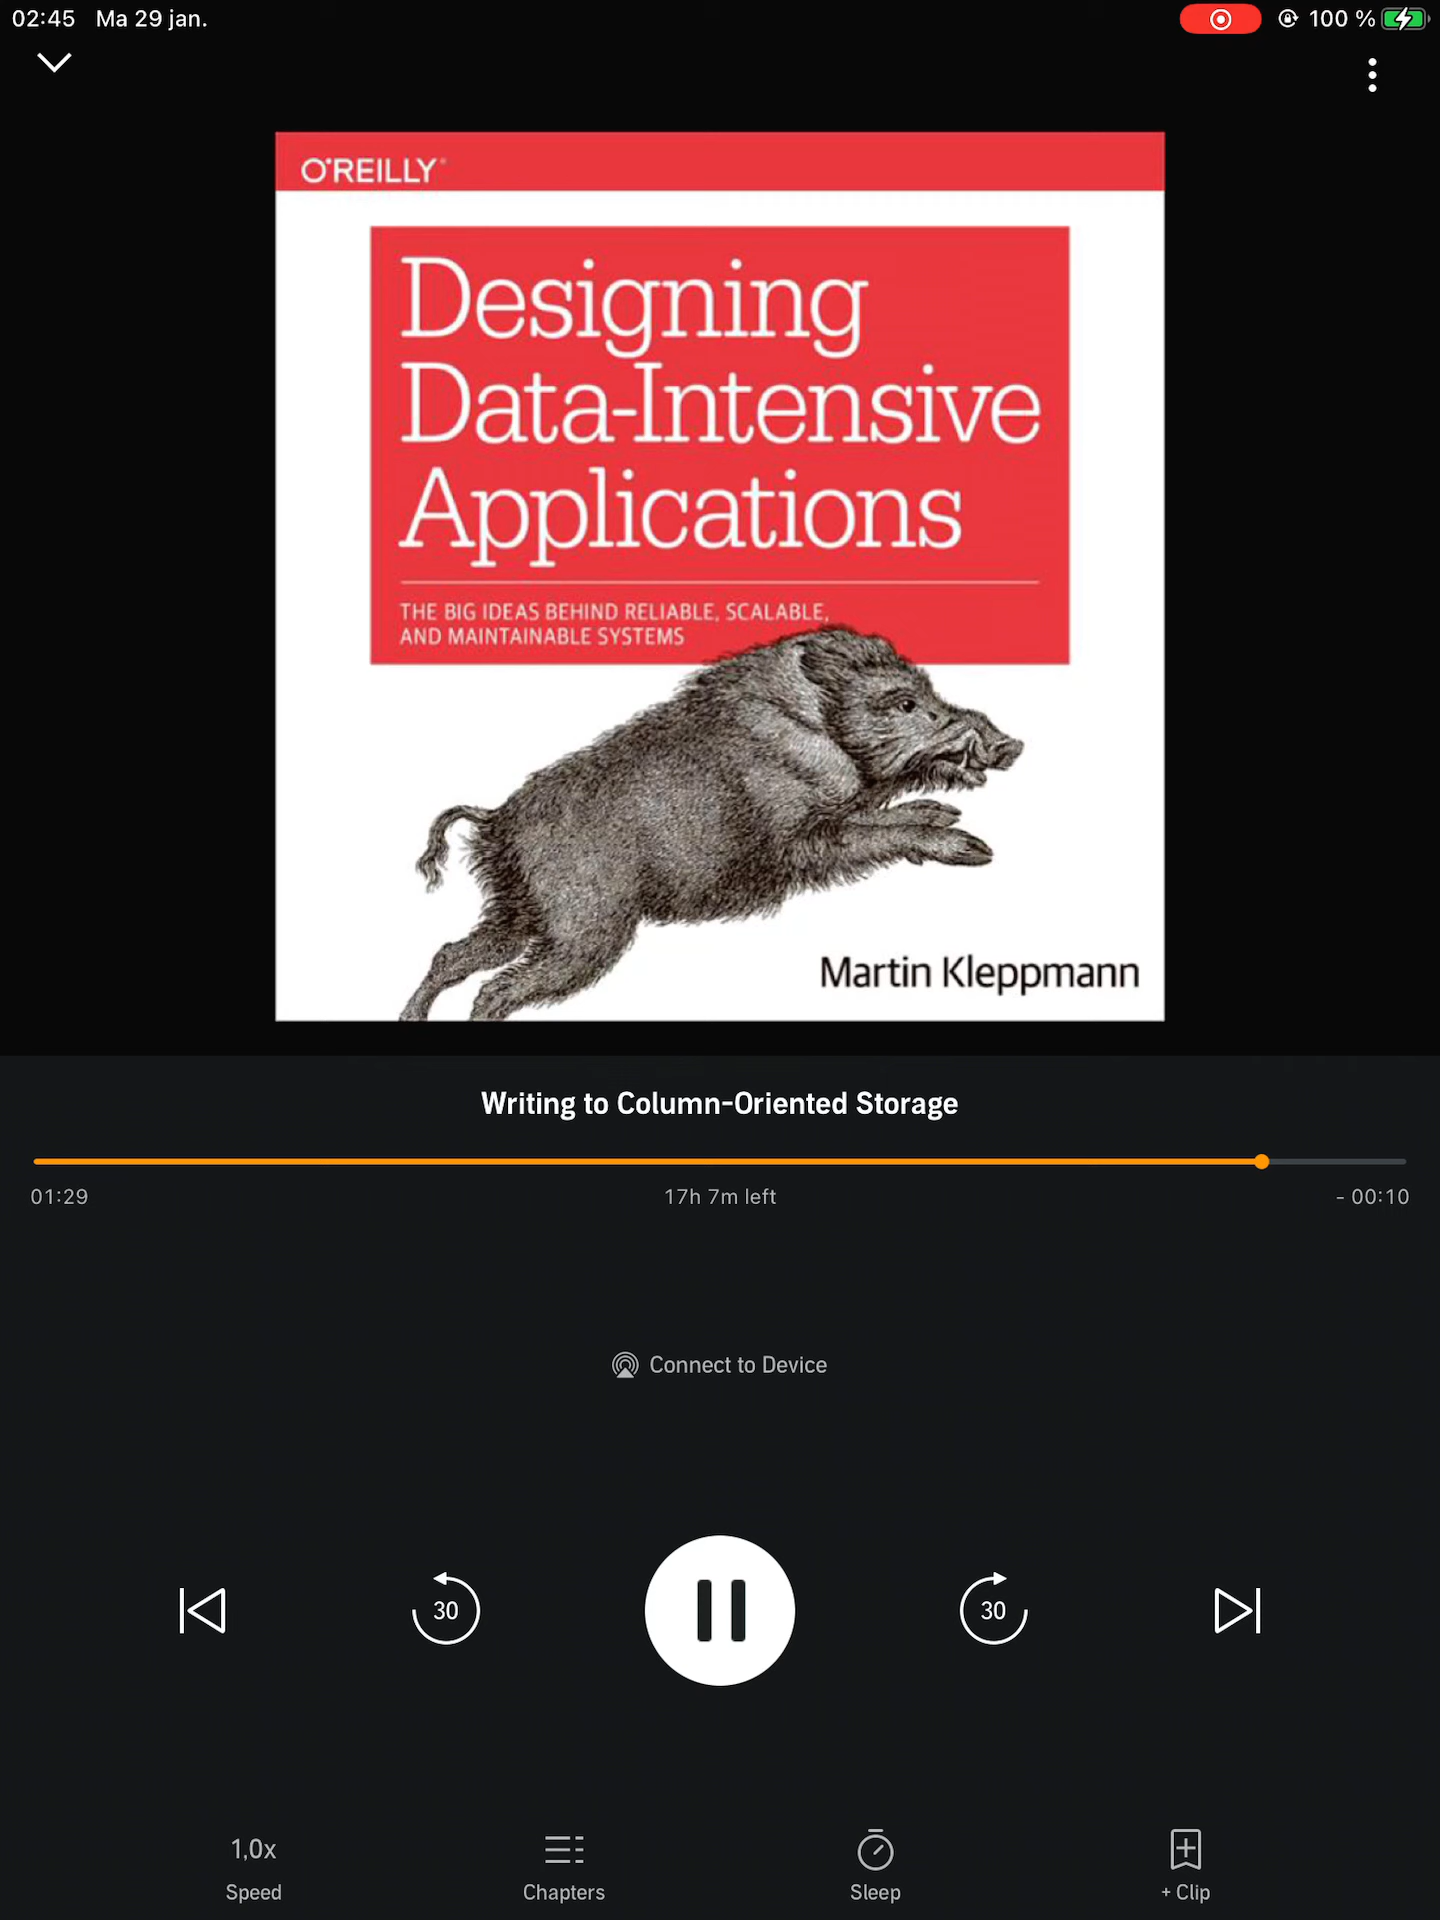 02:45 Ma 29 jan.
100 %
O'REILLY®
Designing
Data-Intensive
Applications
THE BIG IDEAS BEHIND RELIABLE, SCALABLE,
AND MAINTAINABLE SYSTEMS
Martin Kleppmann
Writing to Column-Oriented Storage
01:29 17h 7m left - 00:10
Connect to Device
30 30
1,0x
Speed Chapters Sleep + Clip